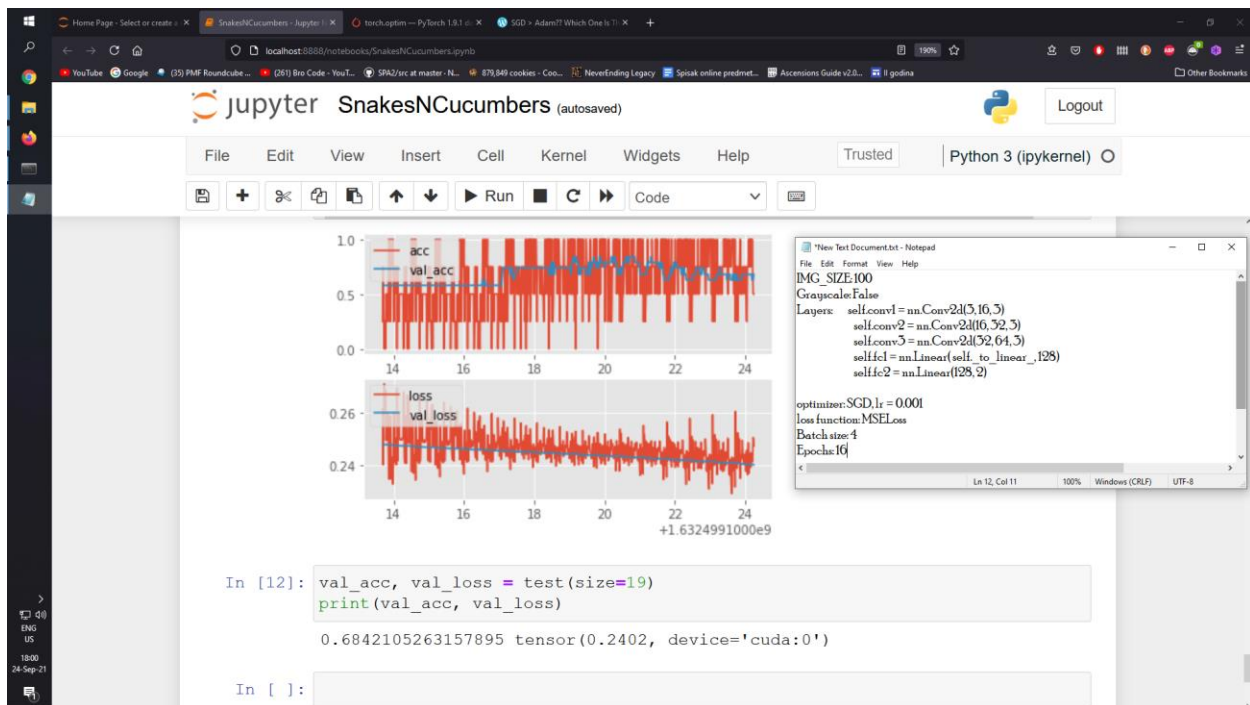 Home Page - Select or create a
SnakesNCucumbers - Jupyter N
torch.optim — PyTorch 1.9.1 do
SGD > Adam?? Which One Is Th
localhost:8888/notebooks/SnakesNCucumbers.ipynb
190%
YouTube
Google
(35) PMF Roundcube ...
(261) Bro Code - YouT...
SPA2/src at master · N...
879,849 cookies - Coo...
NeverEnding Legacy
Spisak online predmet...
Ascensions Guide v2.0...
II godina
Other Bookmarks
jupyter SnakesNCucumbers (autosaved)
Logout
File Edit View Insert Cell Kernel Widgets Help
Trusted
Python 3 (ipykernel)
Run
Code
1.0
0.5
0.0
acc
val_acc
14 16 18 20 22 24
0.26
0.24
loss
val_loss
14 16 18 20 22 24
+1.6324991000e9
*New Text Document.txt - Notepad
File Edit Format View Help
IMG_SIZE:100
Grayscale:False
Layers: self.conv1 = nn.Conv2d(3,16,3)
self.conv2 = nn.Conv2d(16,32,3)
self.conv3 = nn.Conv2d(32,64,3)
self.fc1 = nn.Linear(self._to_linear_,128)
self.fc2 = nn.Linear(128,2)
optimizer: SGD, lr = 0.001
loss function: MSELoss
Batch size: 4
Epochs:16
Ln 12, Col 11
100%
Windows (CRLF)
UTF-8
In [12]: val_acc, val_loss = test(size=19)
print(val_acc, val_loss)
0.6842105263157895 tensor(0.2402, device='cuda:0')
In [ ]:
ENG
US
18:00
24-Sep-21